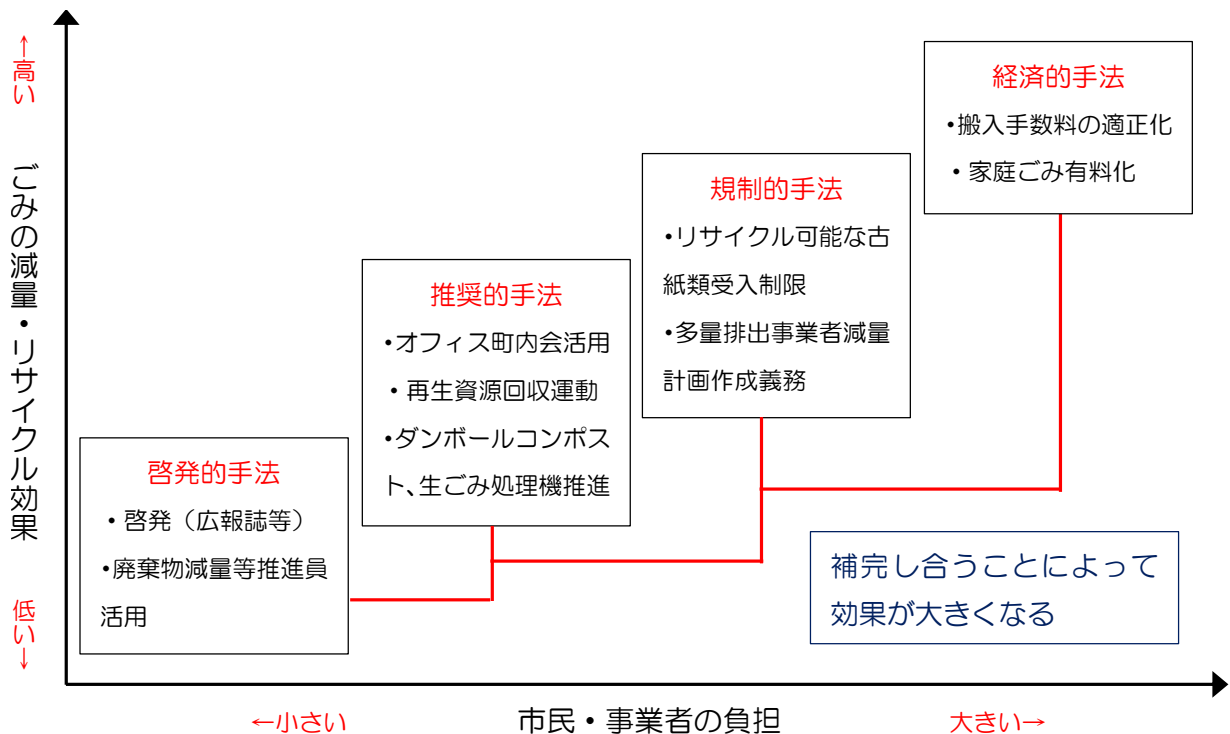 ↑高い
ごみの減量・リサイクル効果
低い↓
経済的手法
・搬入手数料の適正化
・家庭ごみ有料化
規制的手法
・リサイクル可能な古
紙類受入制限
・多量排出事業者減量
計画作成義務
推奨的手法
・オフィス町内会活用
・再生資源回収運動
・ダンボールコンポス
ト、生ごみ処理機推進
啓発的手法
・啓発（広報誌等）
・廃棄物減量等推進員
活用
補完し合うことによって
効果が大きくなる
←小さい
市民・事業者の負担
大きい→